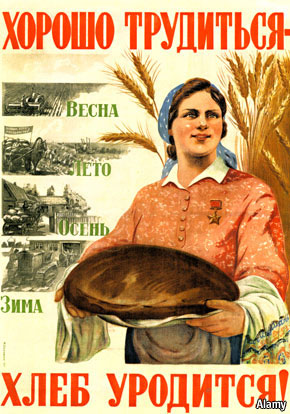 ХОРОШО ТРУДИТЬСЯ-
ВЕСНА
ЛЕТО
ОСЕНЬ
ЗИМА
ХЛЕБ УРОДИТСЯ!
Alamy